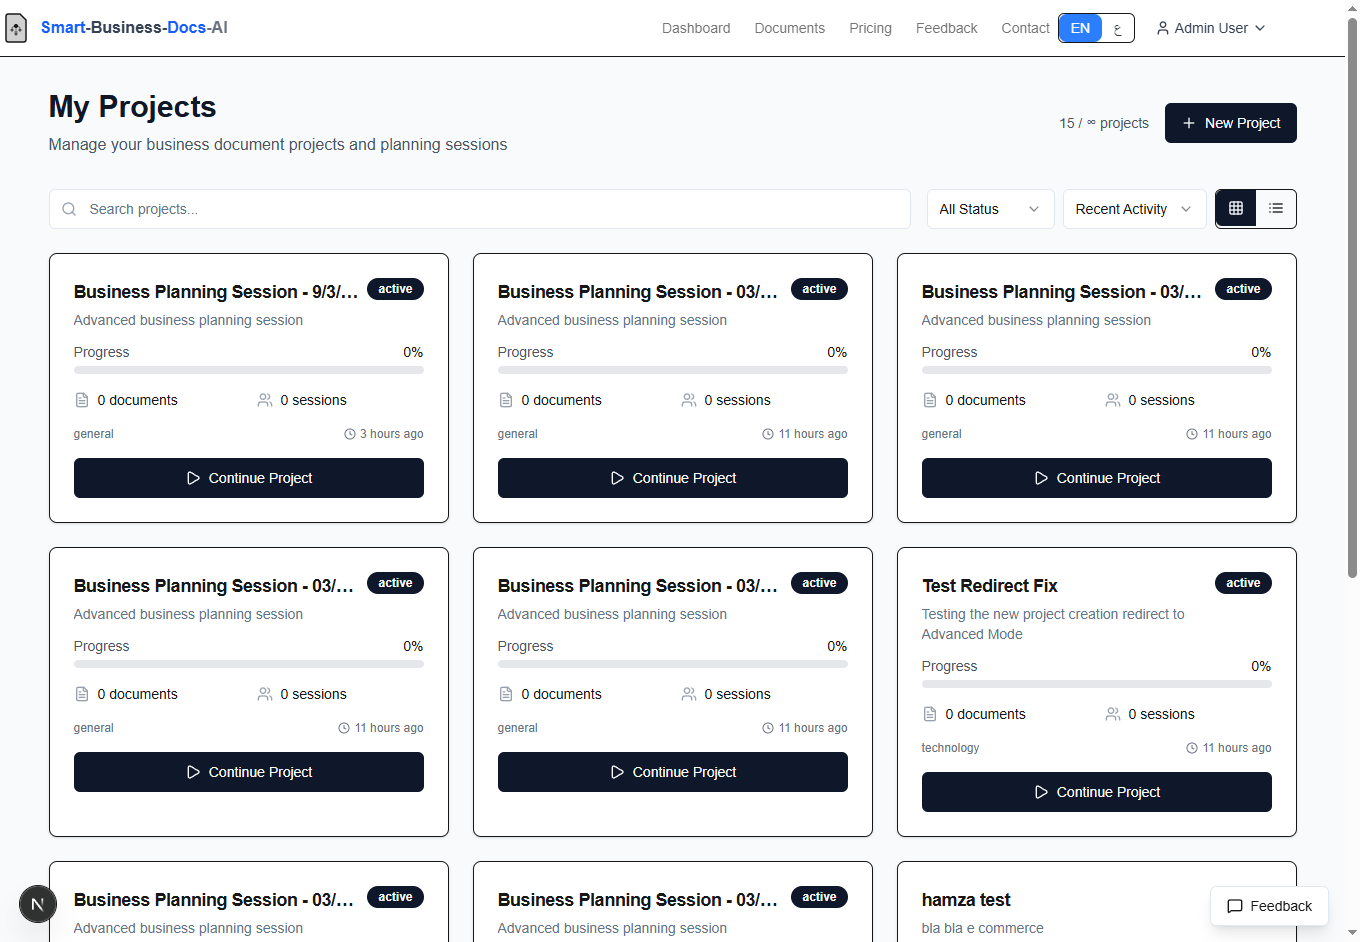 Smart-Business-Docs-AI
Dashboard Documents Pricing Feedback Contact EN ع Admin User
My Projects
Manage your business document projects and planning sessions
15 / ∞ projects
New Project
Search projects...
All Status
Recent Activity
Business Planning Session - 9/3/... active
Advanced business planning session
Progress 0%
0 documents 0 sessions
general 3 hours ago
Continue Project
Business Planning Session - 03/... active
Advanced business planning session
Progress 0%
0 documents 0 sessions
general 11 hours ago
Continue Project
Business Planning Session - 03/... active
Advanced business planning session
Progress 0%
0 documents 0 sessions
general 11 hours ago
Continue Project
Business Planning Session - 03/... active
Advanced business planning session
Progress 0%
0 documents 0 sessions
general 11 hours ago
Continue Project
Business Planning Session - 03/... active
Advanced business planning session
Progress 0%
0 documents 0 sessions
general 11 hours ago
Continue Project
Test Redirect Fix active
Testing the new project creation redirect to
Advanced Mode
Progress 0%
0 documents 0 sessions
technology 11 hours ago
Continue Project
Business Planning Session - 03/... active
Advanced business planning session
Business Planning Session - 03/... active
Advanced business planning session
hamza test
bla bla e commerce
N
Feedback